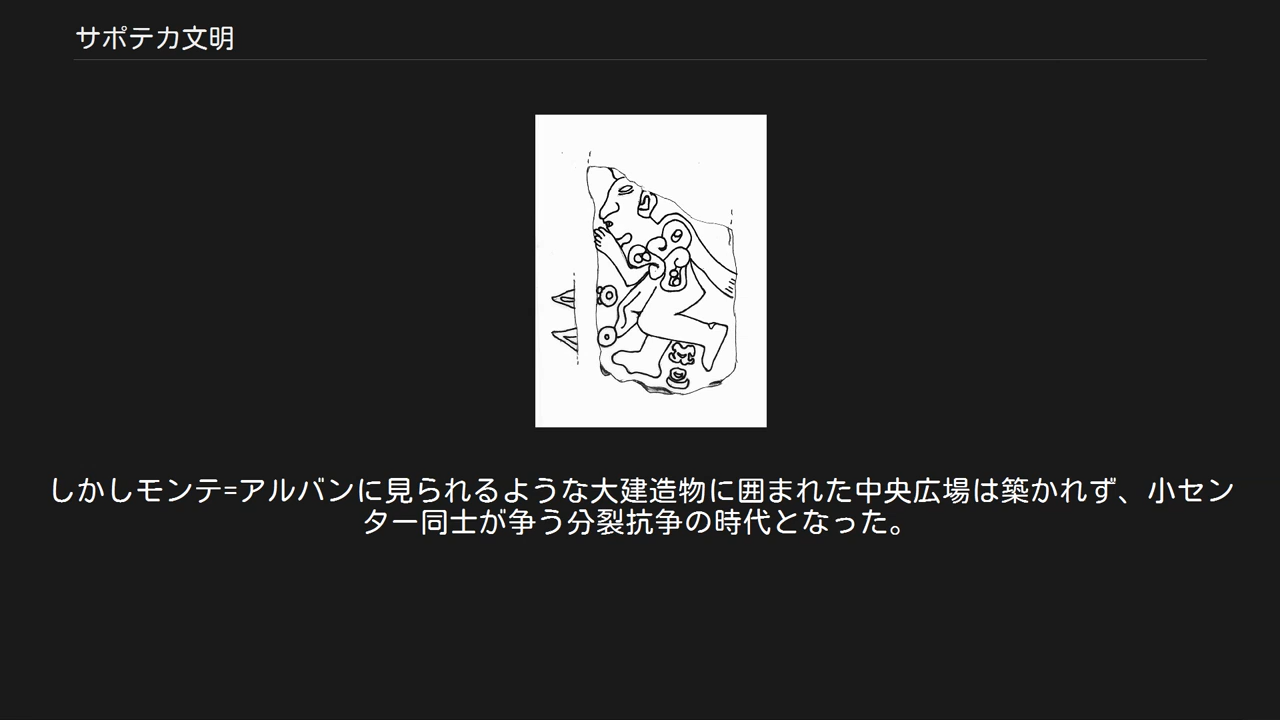 サポテカ文明
しかしモンテ=アルバンに見られるような大建造物に囲まれた中央広場は築かれず、小セン
ター同士が争う分裂抗争の時代となった。